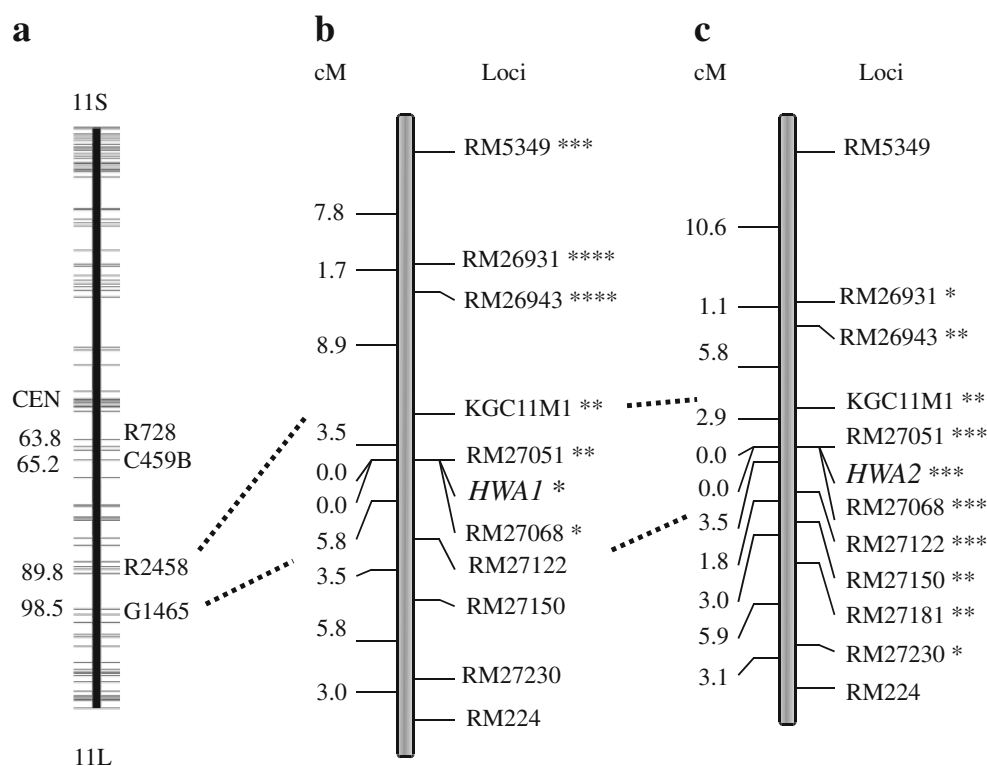 a
11S
CEN
63.8
65.2
89.8
98.5
R728
C459B
R2458
G1465
11L
b
cM
Loci
7.8
1.7
8.9
3.5
0.0
0.0
5.8
3.5
5.8
3.0
RM5349 ***
RM26931 ****
RM26943 ****
KGC11M1 **
RM27051 **
HWA1 *
RM27068 *
RM27122
RM27150
RM27230
RM224
c
cM
Loci
10.6
1.1
5.8
2.9
0.0
0.0
3.5
1.8
3.0
5.9
3.1
RM5349
RM26931 *
RM26943 **
KGC11M1 **
RM27051 ***
HWA2 ***
RM27068 ***
RM27122 ***
RM27150 **
RM27181 **
RM27230 *
RM224